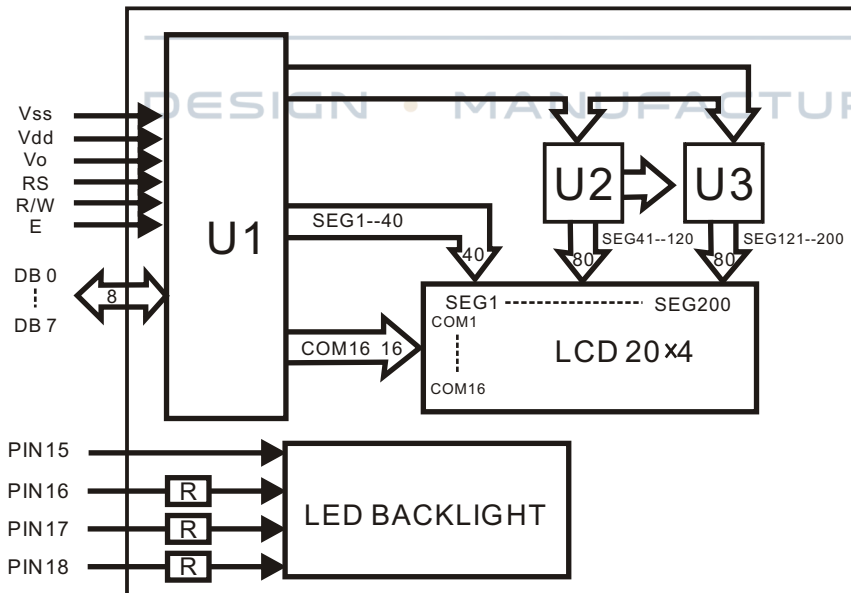 DESIGN • MANUFACTUR
Vss
Vdd
Vo
RS
R/W
E
DB 0
DB 7
8
U1
U2
U3
SEG1--40
40
SEG41--120
80
SEG121--200
80
SEG1
SEG200
COM1
COM16
COM16 16
LCD 20×4
PIN15
PIN16
R
PIN17
R
PIN18
R
LED BACKLIGHT